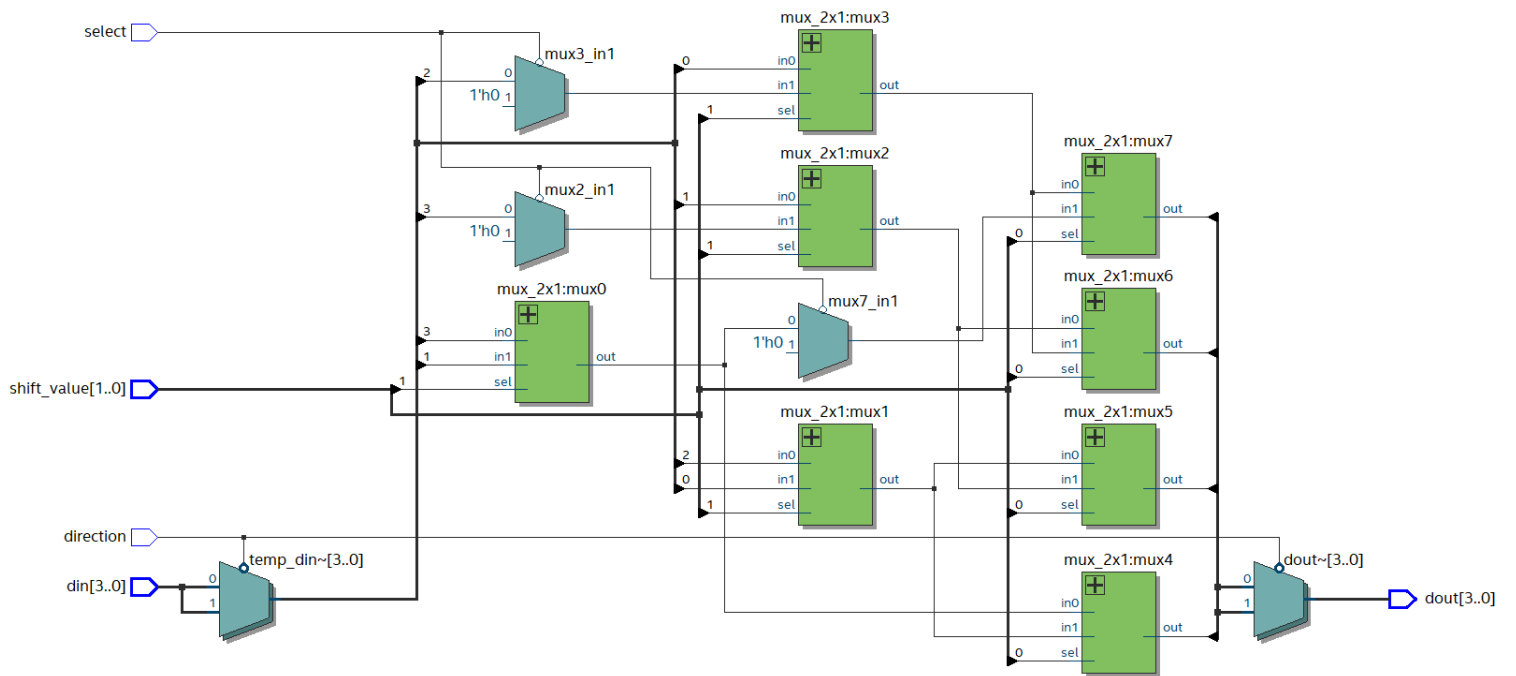 select
mux3_in1
2
0
1'h0
1
mux_2x1:mux3
0
in0
in1
1
sel
out
mux2_in1
3
0
1'h0
1
mux_2x1:mux2
1
in0
in1
1
sel
out
mux_2x1:mux7
in0
in1
0
sel
out
mux_2x1:mux0
3
in0
1
in1
1
sel
out
mux7_in1
0
1'h0
1
mux_2x1:mux6
in0
in1
0
sel
out
shift_value[1..0]
mux_2x1:mux1
2
in0
0
in1
1
sel
out
mux_2x1:mux5
in0
in1
0
sel
out
direction
temp_din~[3..0]
din[3..0]
0
1
mux_2x1:mux4
in0
in1
0
sel
out
dout~[3..0]
0
1
dout[3..0]